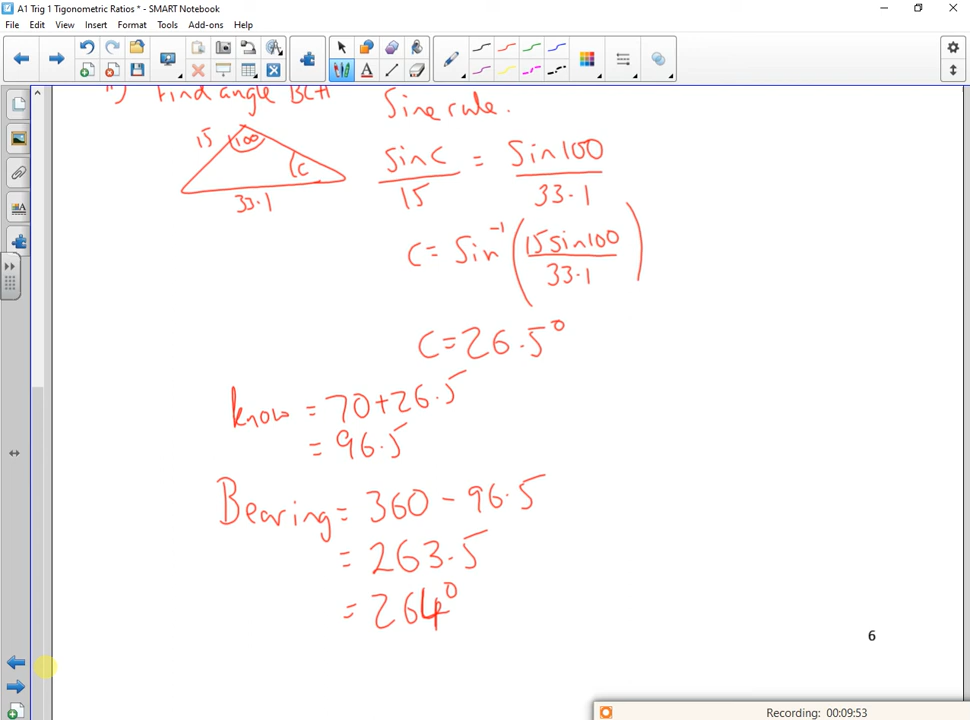 A1 Trig 1 Tigonometric Ratios * - SMART Notebook
File Edit View Insert Format Tools Add-ons Help
ii) Find angle BCH
Sine rule.
15 100 C
33.1
sin C / 15 = Sin 100 / 33.1
C = Sin⁻¹ (15 sin 100 / 33.1)
C = 26.5°
know = 70 + 26.5
= 96.5
Bearing = 360 - 96.5
= 263.5
= 264°
6
Recording: 00:09:53